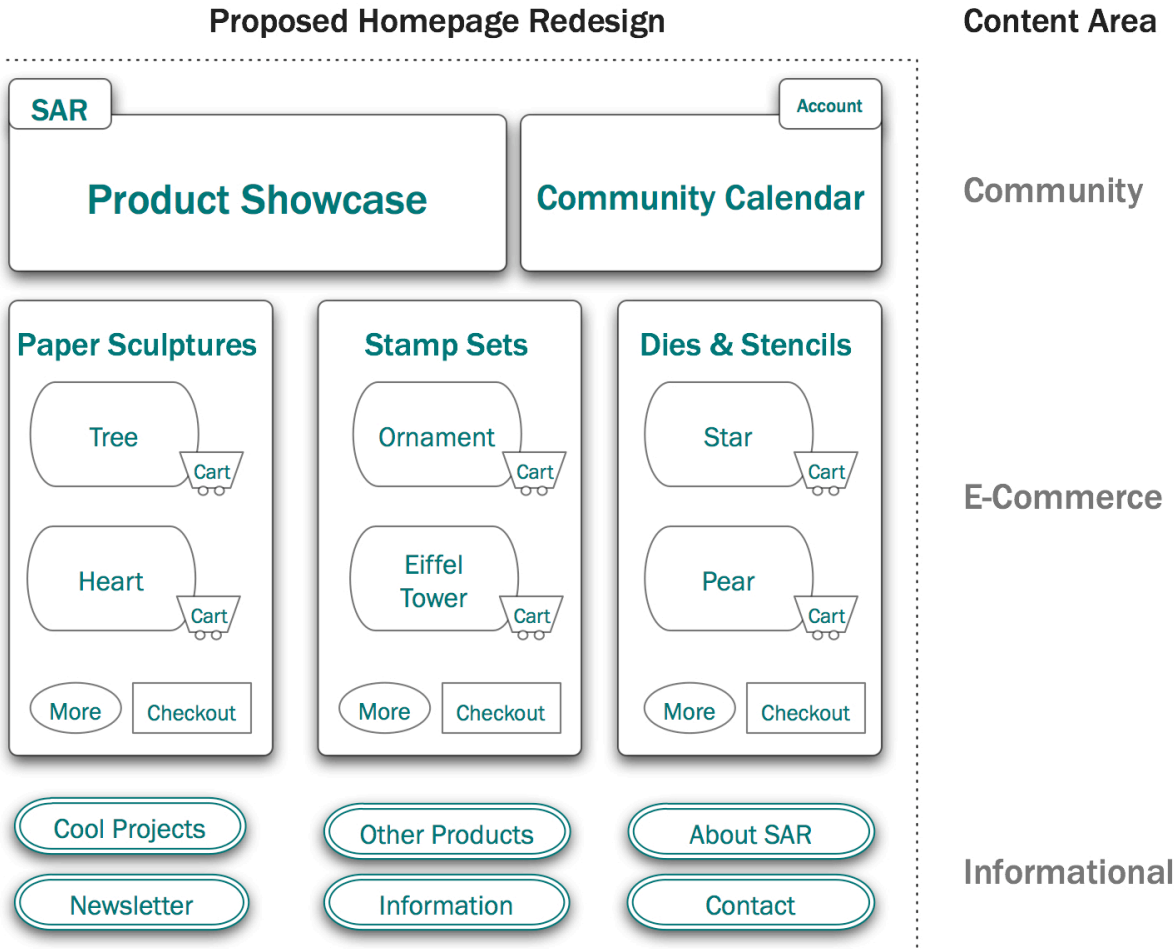 Proposed Homepage Redesign
Content Area
SAR
Account
Product Showcase
Community Calendar
Community
Paper Sculptures
Stamp Sets
Dies & Stencils
Tree
Cart
Ornament
Cart
Star
Cart
E-Commerce
Heart
Cart
Eiffel
Tower
Cart
Pear
Cart
More
Checkout
More
Checkout
More
Checkout
Cool Projects
Other Products
About SAR
Informational
Newsletter
Information
Contact